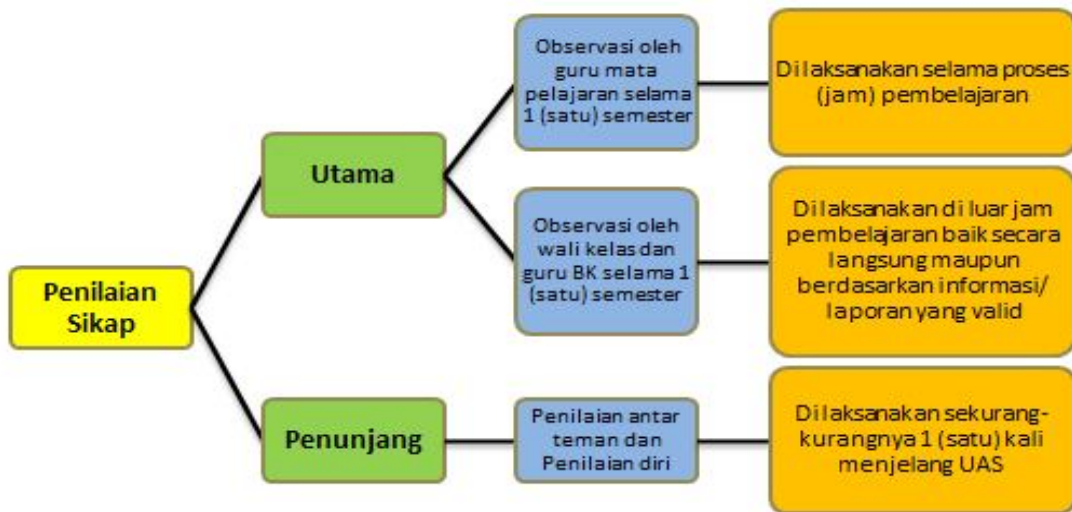 Penilaian
Sikap
Utama
Observasi oleh
guru mata
pelajaran selama
1 (satu) semester
Dilaksanakan selama proses
(jam) pembelajaran
Observasi oleh
wali kelas dan
guru BK selama 1
(satu) semester
Dilaksanakan di luar jam
pembelajaran baik secara
langsung maupun
berdasarkan informasi/
laporan yang valid
Penunjang
Penilaian antar
teman dan
Penilaian diri
Dilaksanakan sekurang-
kurangnya 1 (satu) kali
menjelang UAS